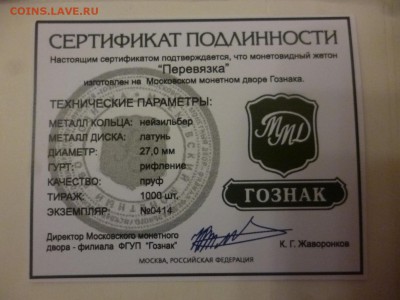 COINS.LAVE.RU
СЕРТИФИКАТ ПОДЛИННОСТИ
Настоящим сертификатом подтверждается, что монетовидный жетон
"Перевязка"
изготовлен на Московском монетном дворе Гознака.
ТЕХНИЧЕСКИЕ ПАРАМЕТРЫ:
МЕТАЛЛ КОЛЬЦА: нейзильбер
МЕТАЛЛ ДИСКА: латунь
ДИАМЕТР: 27,0 мм
ГУРТ: рифление
КАЧЕСТВО: пруф
ТИРАЖ: 1000 шт.
ЭКЗЕМПЛЯР: №0414
ММД
ГОЗНАК
Директор Московского монетного
двора - филиала ФГУП "Гознак"
К. Г. Жаворонков
МОСКВА, РОССИЙСКАЯ ФЕДЕРАЦИЯ